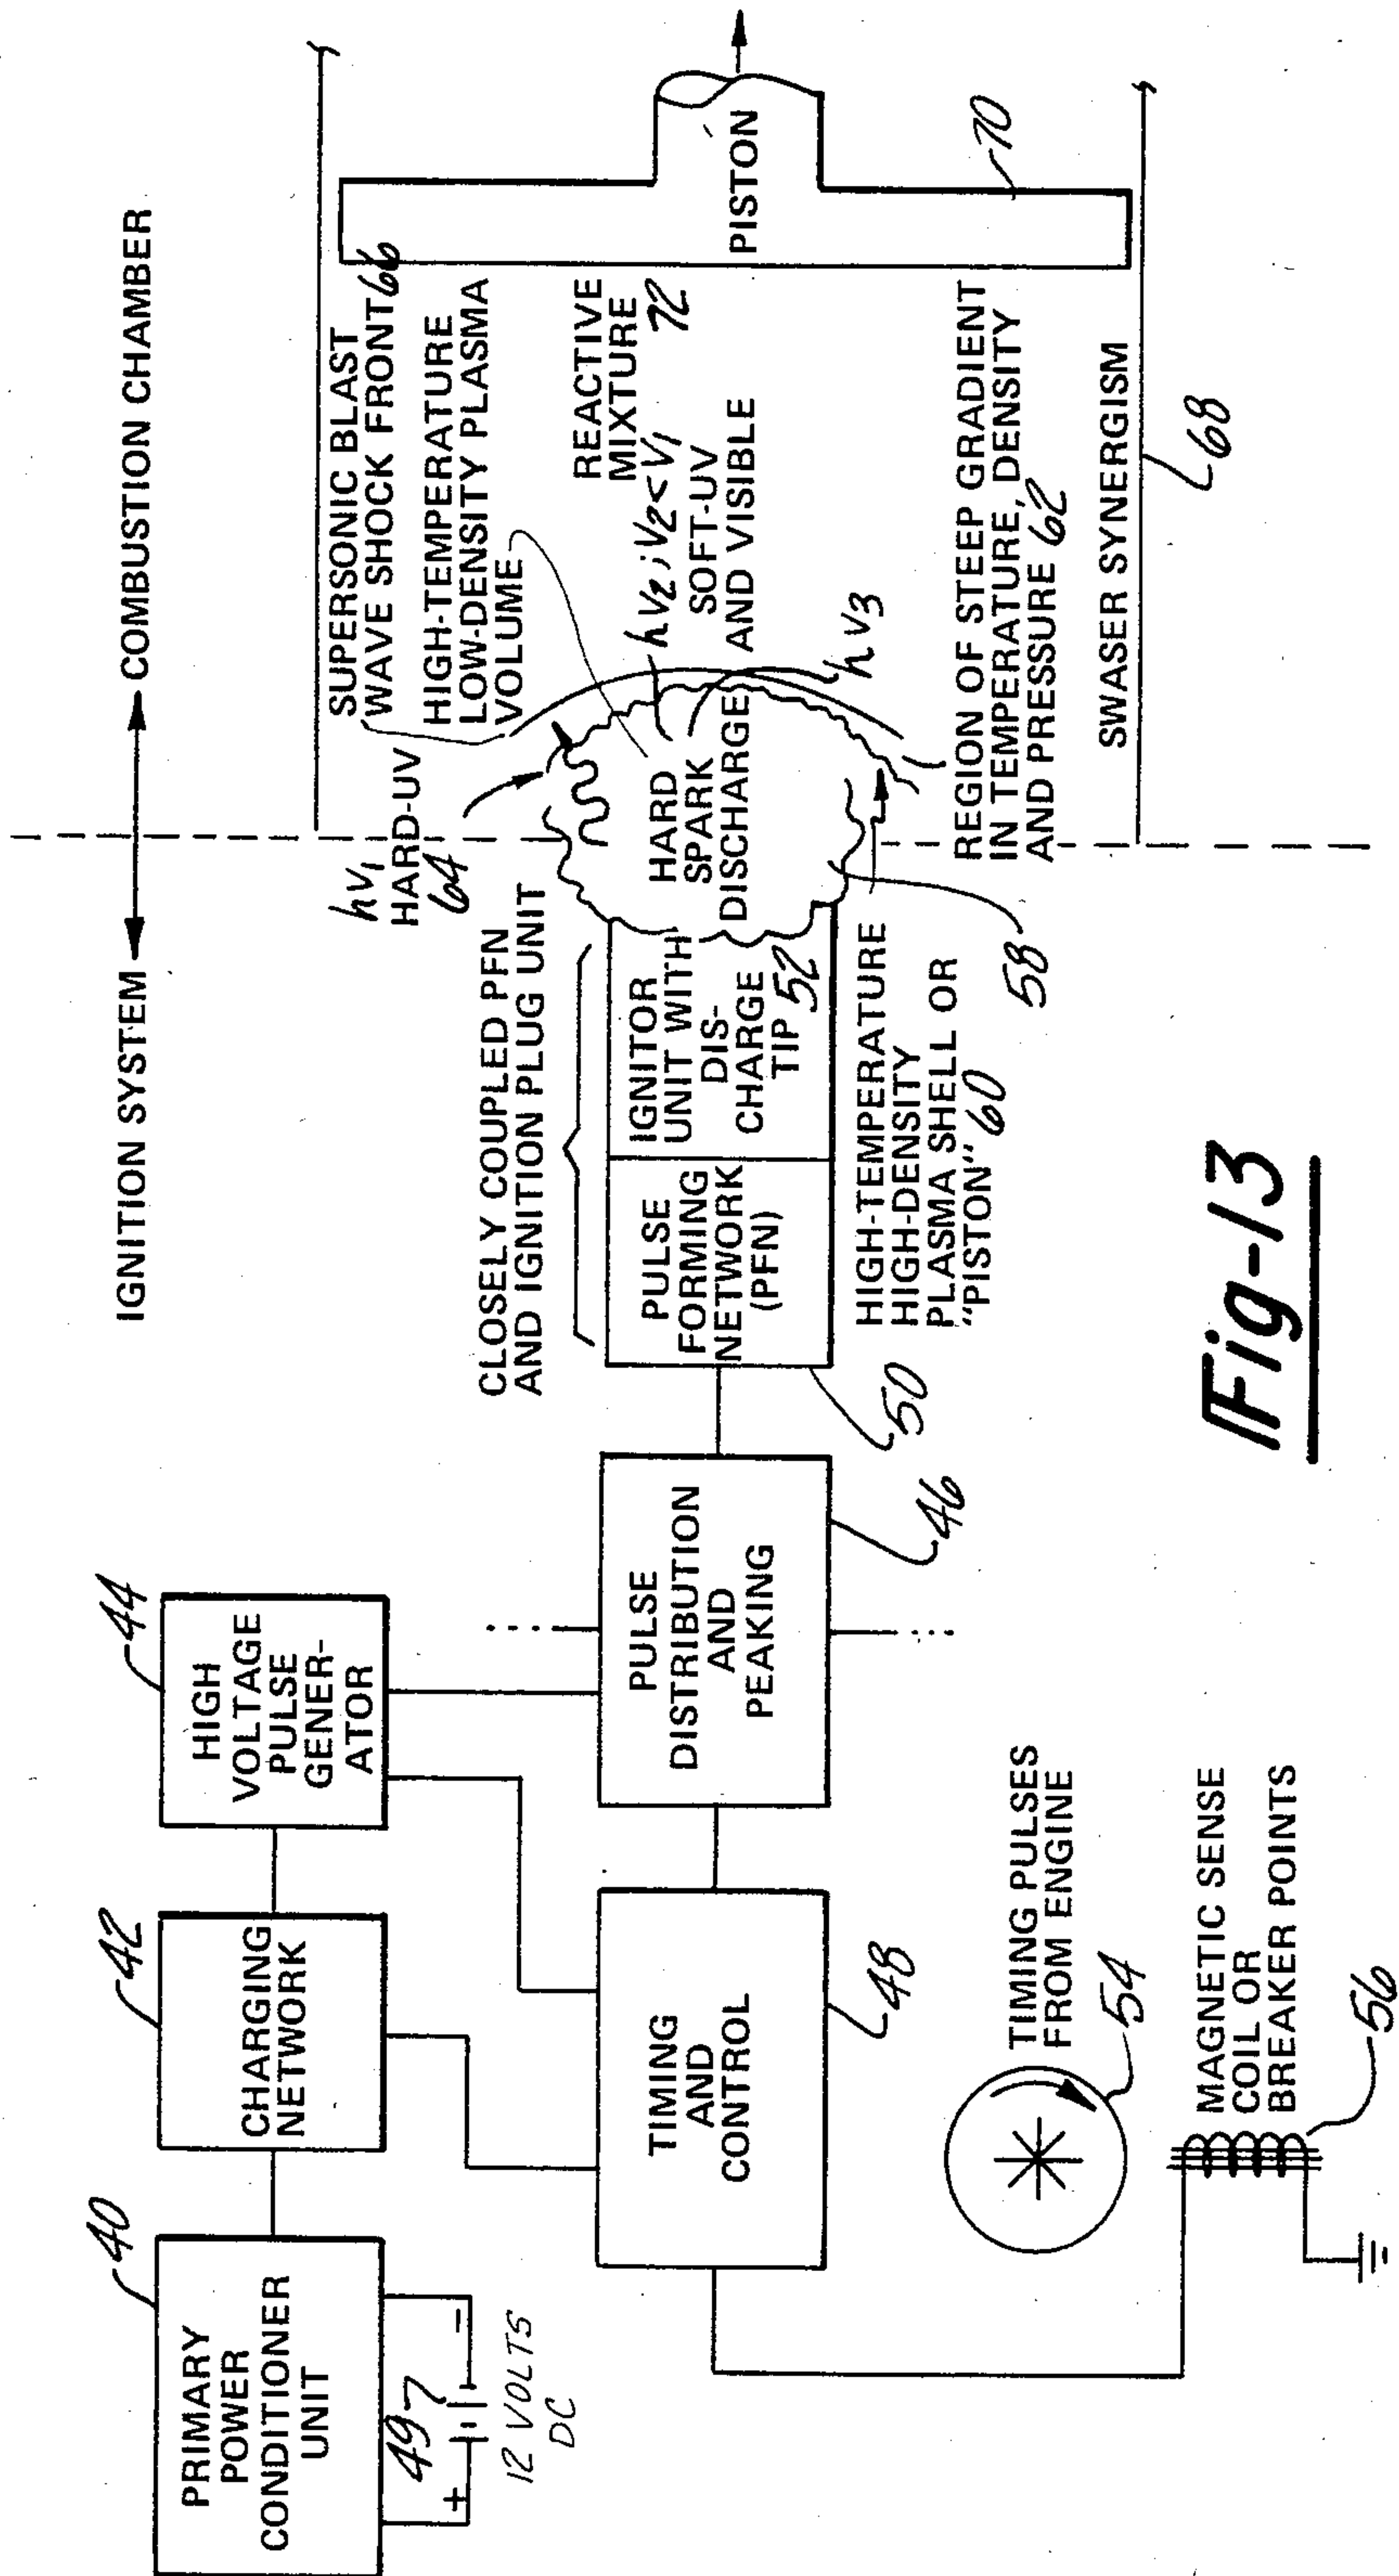 IGNITION SYSTEM
COMBUSTION CHAMBER
40
PRIMARY
POWER
CONDITIONER
UNIT
49
+
−
12 VOLTS
DC
42
CHARGING
NETWORK
44
HIGH
VOLTAGE
PULSE
GENER-
ATOR
TIMING
AND
CONTROL
48
PULSE
DISTRIBUTION
AND
PEAKING
46
TIMING PULSES
FROM ENGINE
54
MAGNETIC SENSE
COIL OR
BREAKER POINTS
56
CLOSELY COUPLED PFN
AND IGNITION PLUG UNIT
PULSE
FORMING
NETWORK
(PFN)
50
IGNITOR
UNIT WITH
DIS-
CHARGE
TIP 52
HIGH-TEMPERATURE
HIGH-DENSITY
PLASMA SHELL OR
"PISTON" 60
58
hν1
HARD-UV
64
HARD
SPARK
DISCHARGE
SUPERSONIC BLAST
WAVE SHOCK FRONT 66
HIGH-TEMPERATURE
LOW-DENSITY PLASMA
VOLUME
REACTIVE
MIXTURE 72
hν2; ν2<ν1
SOFT-UV
AND VISIBLE
hν3
REGION OF STEEP GRADIENT
IN TEMPERATURE, DENSITY
AND PRESSURE 62
PISTON
70
SWASER SYNERGISM
68
Fig-13